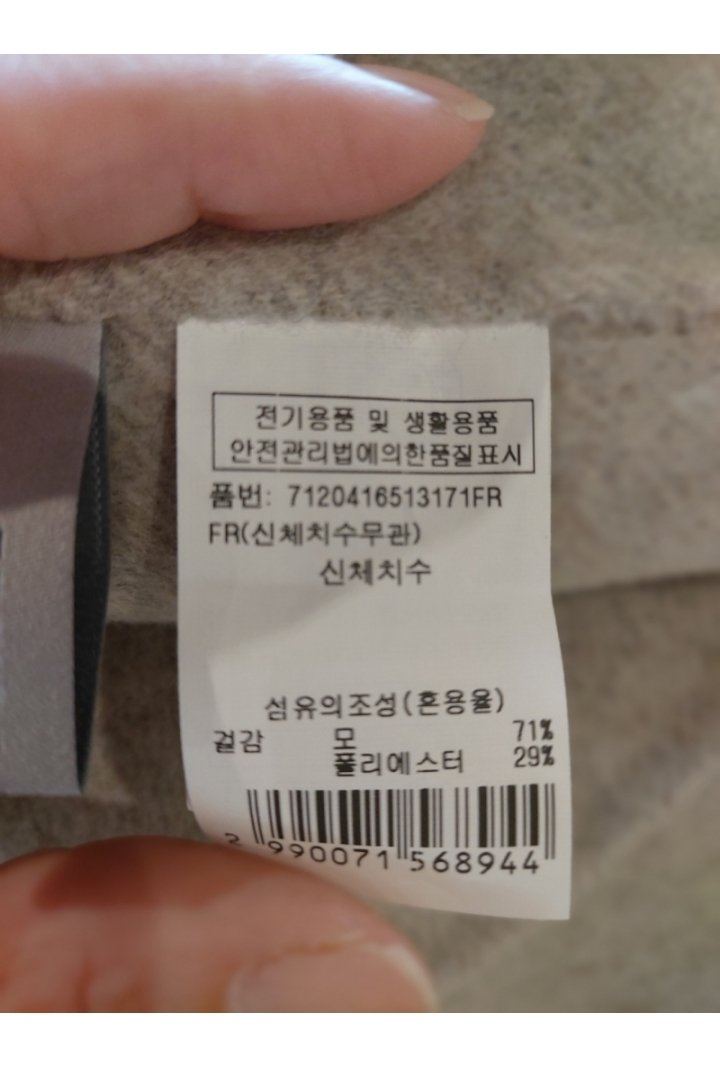 전기용품 및 생활용품
안전관리법에의한품질표시
품번: 7120416513171FR
FR(신체치수무관)
신체치수
섬유의조성(혼용율)
겉감 모 71%
폴리에스터 29%
2 990071 568944